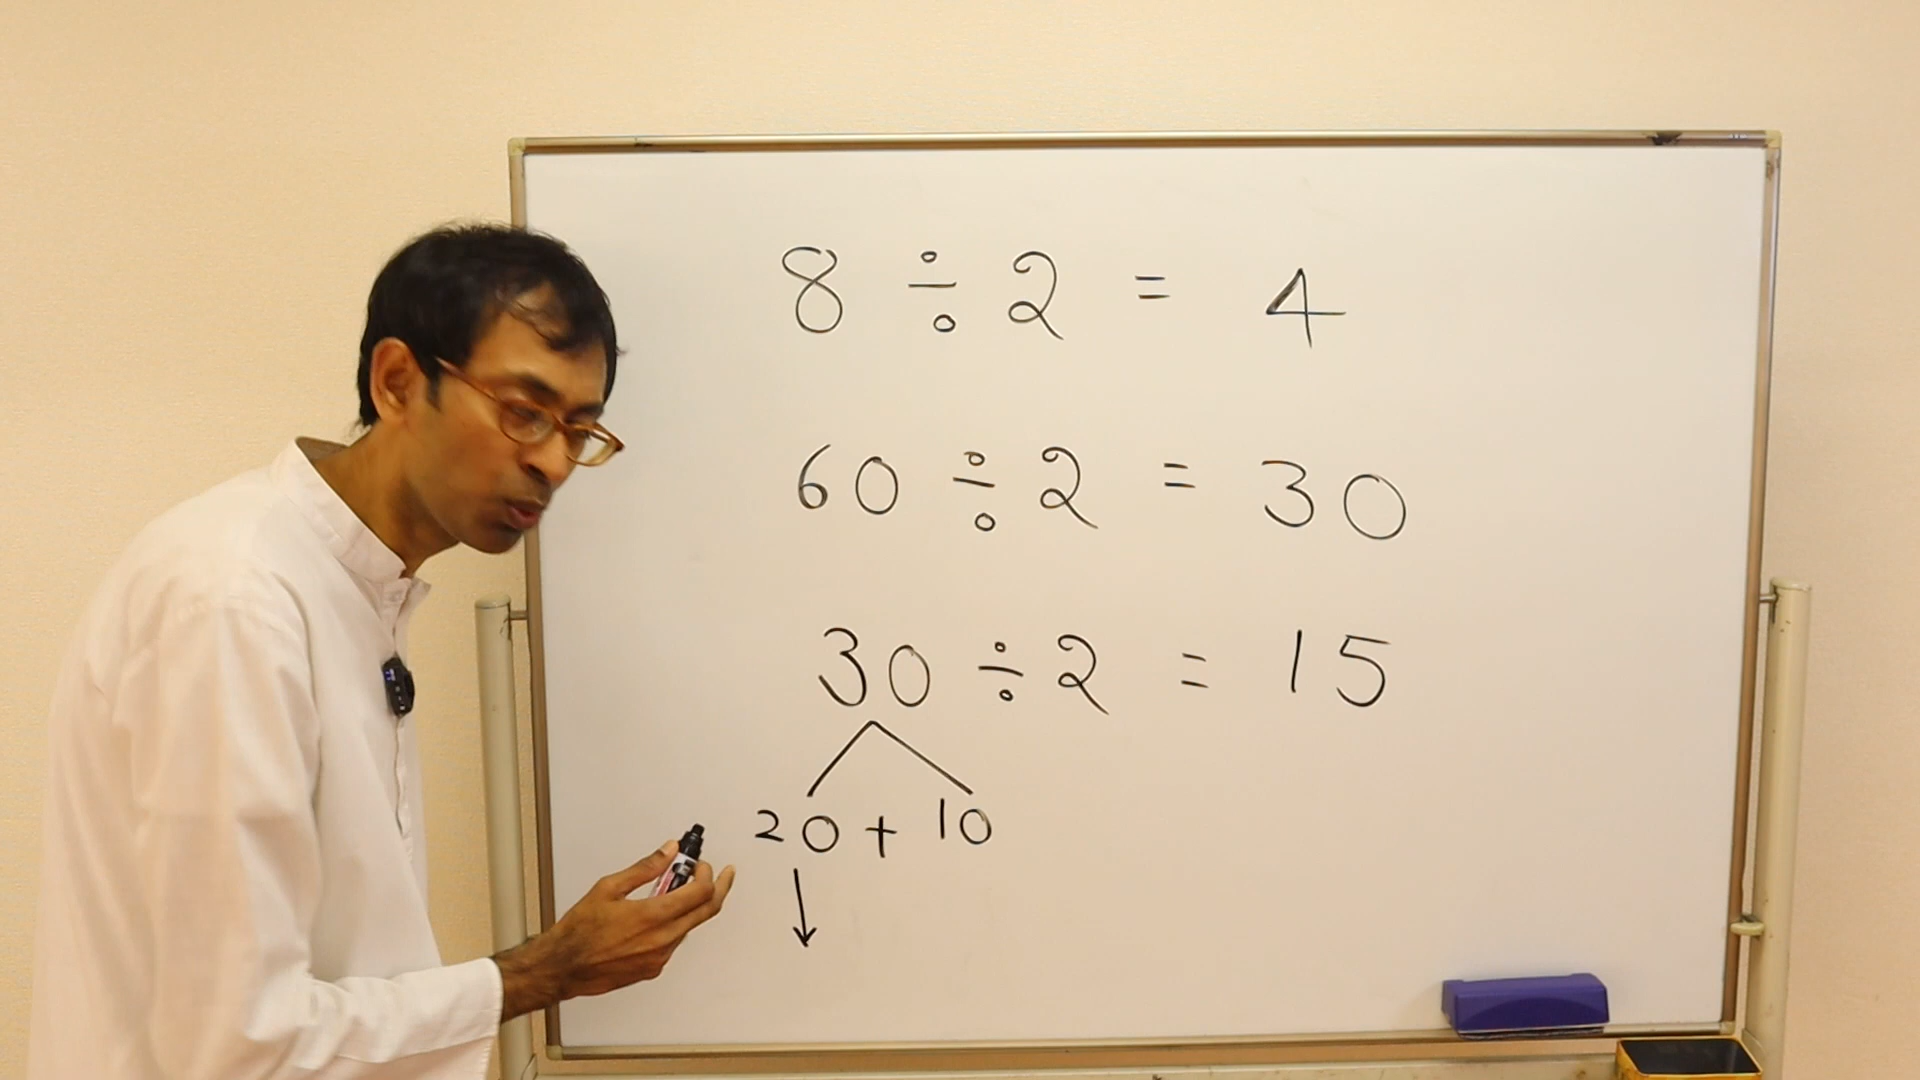 8 ÷ 2 = 4
60 ÷ 2 = 30
30 ÷ 2 = 15
20 + 10